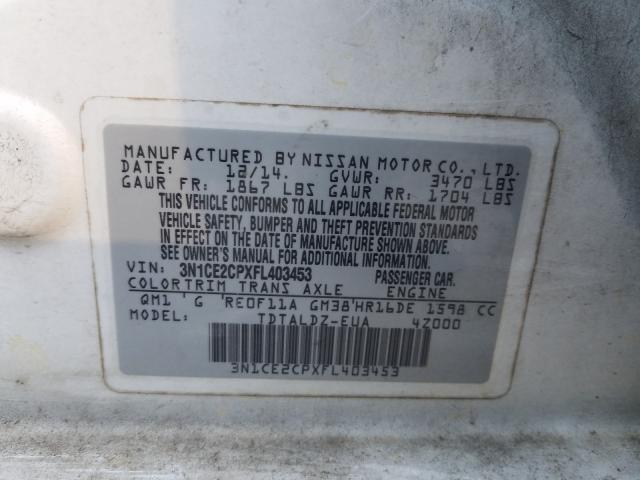 MANUFACTURED BY NISSAN MOTOR CO., LTD.
DATE: 12/14. GVWR: 3470 LBS
GAWR FR: 1867 LBS GAWR RR: 1704 LBS
THIS VEHICLE CONFORMS TO ALL APPLICABLE FEDERAL MOTOR
VEHICLE SAFETY, BUMPER AND THEFT PREVENTION STANDARDS
IN EFFECT ON THE DATE OF MANUFACTURE SHOWN ABOVE.
SEE OWNER'S MANUAL FOR ADDITIONAL INFORMATION.
VIN: 3N1CE2CPXFL403453 PASSENGER CAR.
COLOR TRIM TRANS AXLE ENGINE
QM1 G RE0F11A GM38 HR16DE 1598 CC
MODEL: TDTALDZ-EUA 4Z000
3N1CE2CPXFL403453